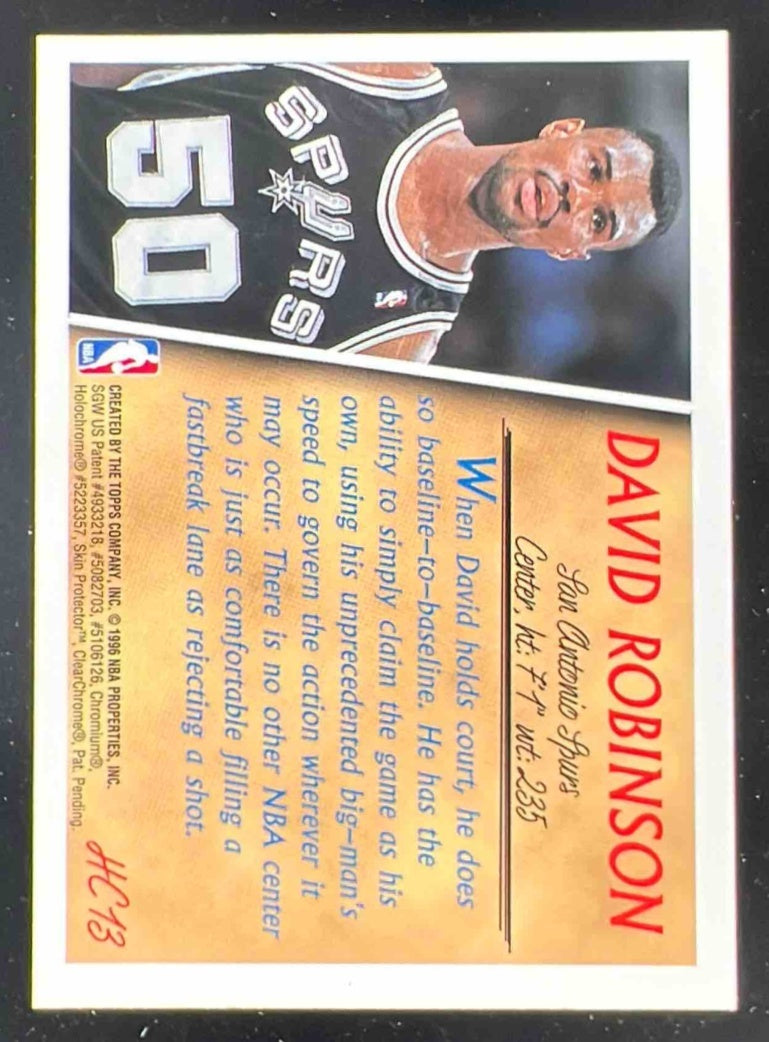 SPURS
50
NBA
DAVID ROBINSON
San Antonio Spurs
Center, ht: 7'1" wt: 235
When David holds court, he does
so baseline-to-baseline. He has the
ability to simply claim the game as his
own, using his unprecedented big-man's
speed to govern the action wherever it
may occur. There is no other NBA center
who is just as comfortable filling a
fastbreak lane as rejecting a shot.
CREATED BY THE TOPPS COMPANY, INC. © 1996 NBA PROPERTIES, INC.
SGW US Patent #4933218, #5082703, #5106126, Chromium®,
Holochrome® #5223357, Skin Protector™, ClearChrome®, Pat. Pending.
HC13